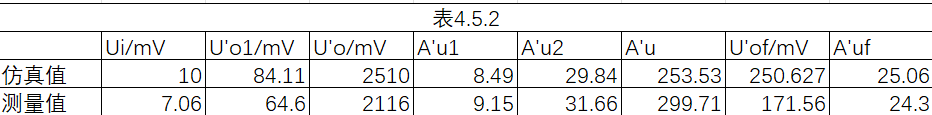 表4.5.2
Ui/mV U'o1/mV U'o/mV A'u1 A'u2 A'u U'of/mV A'uf
仿真值 10 84.11 2510 8.49 29.84 253.53 250.627 25.06
测量值 7.06 64.6 2116 9.15 31.66 299.71 171.56 24.3